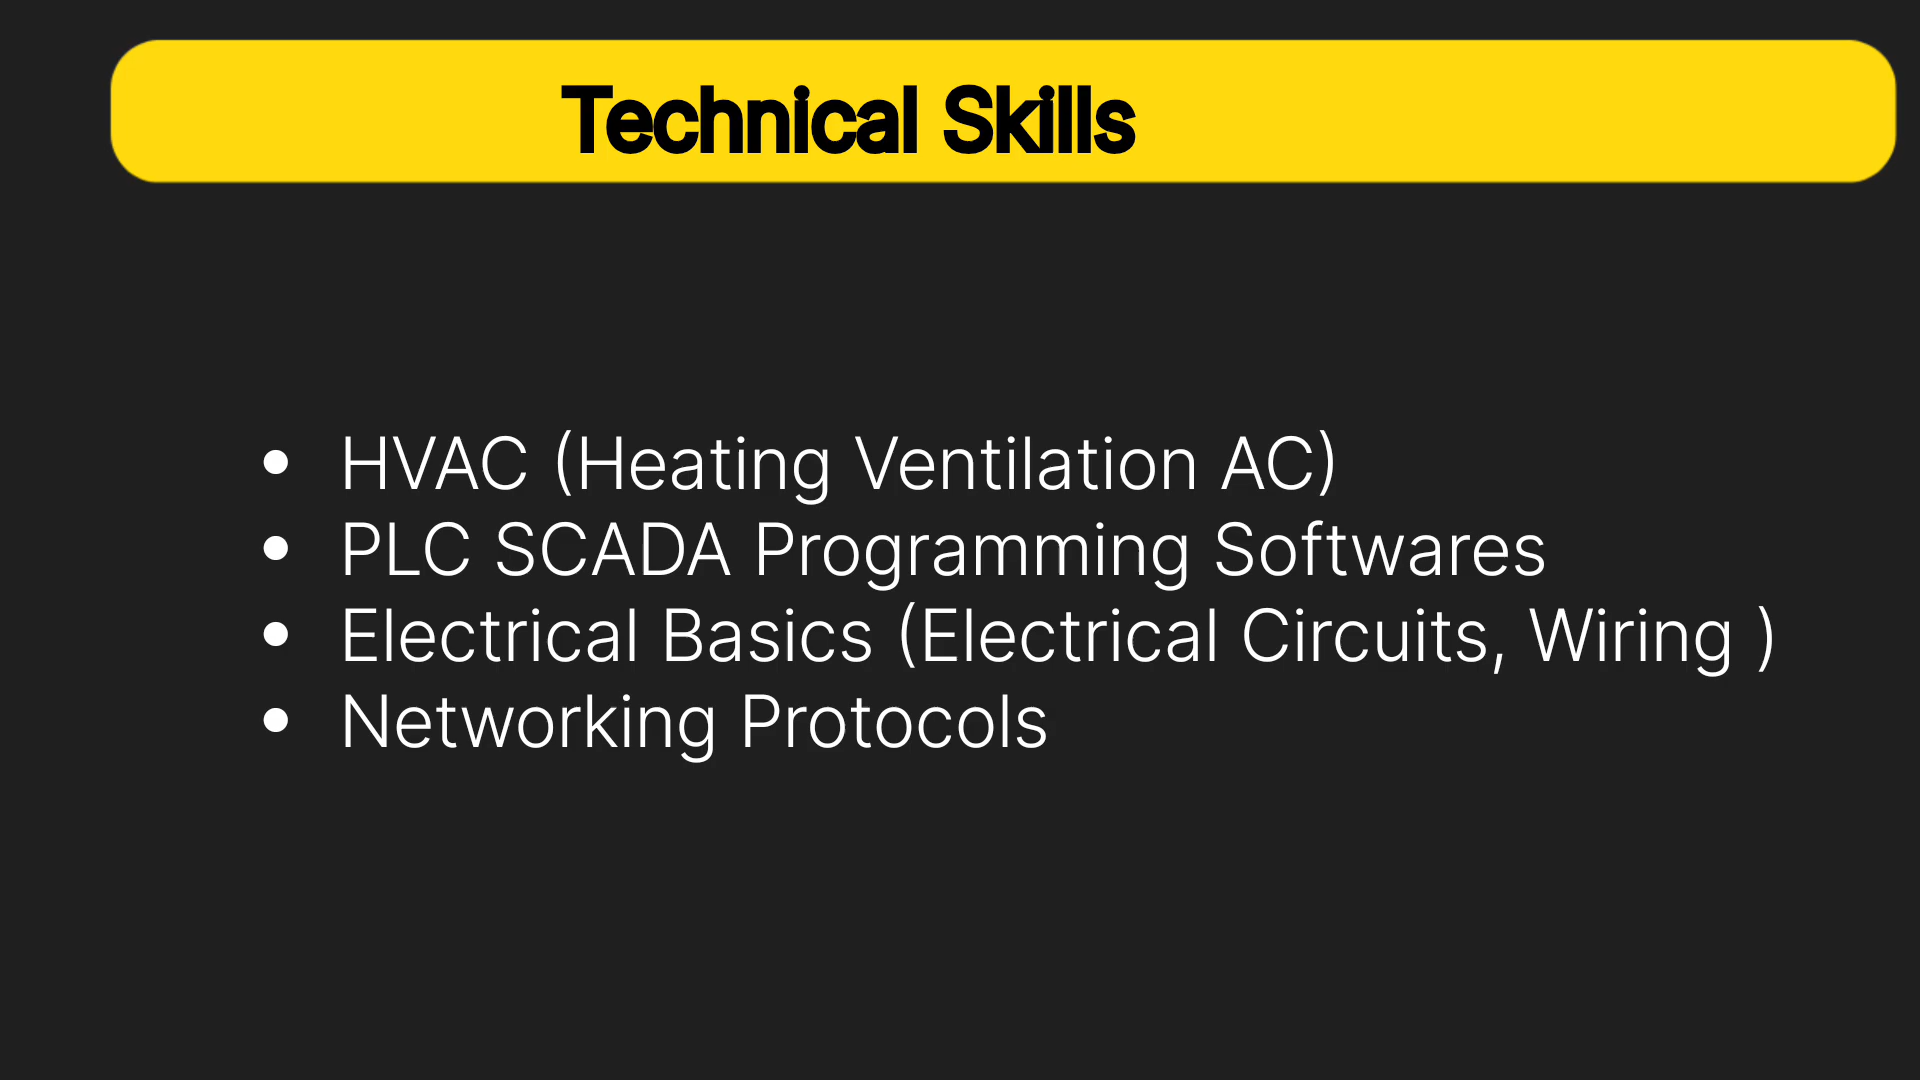 Technical Skills
• HVAC (Heating Ventilation AC)
• PLC SCADA Programming Softwares
• Electrical Basics (Electrical Circuits, Wiring )
• Networking Protocols